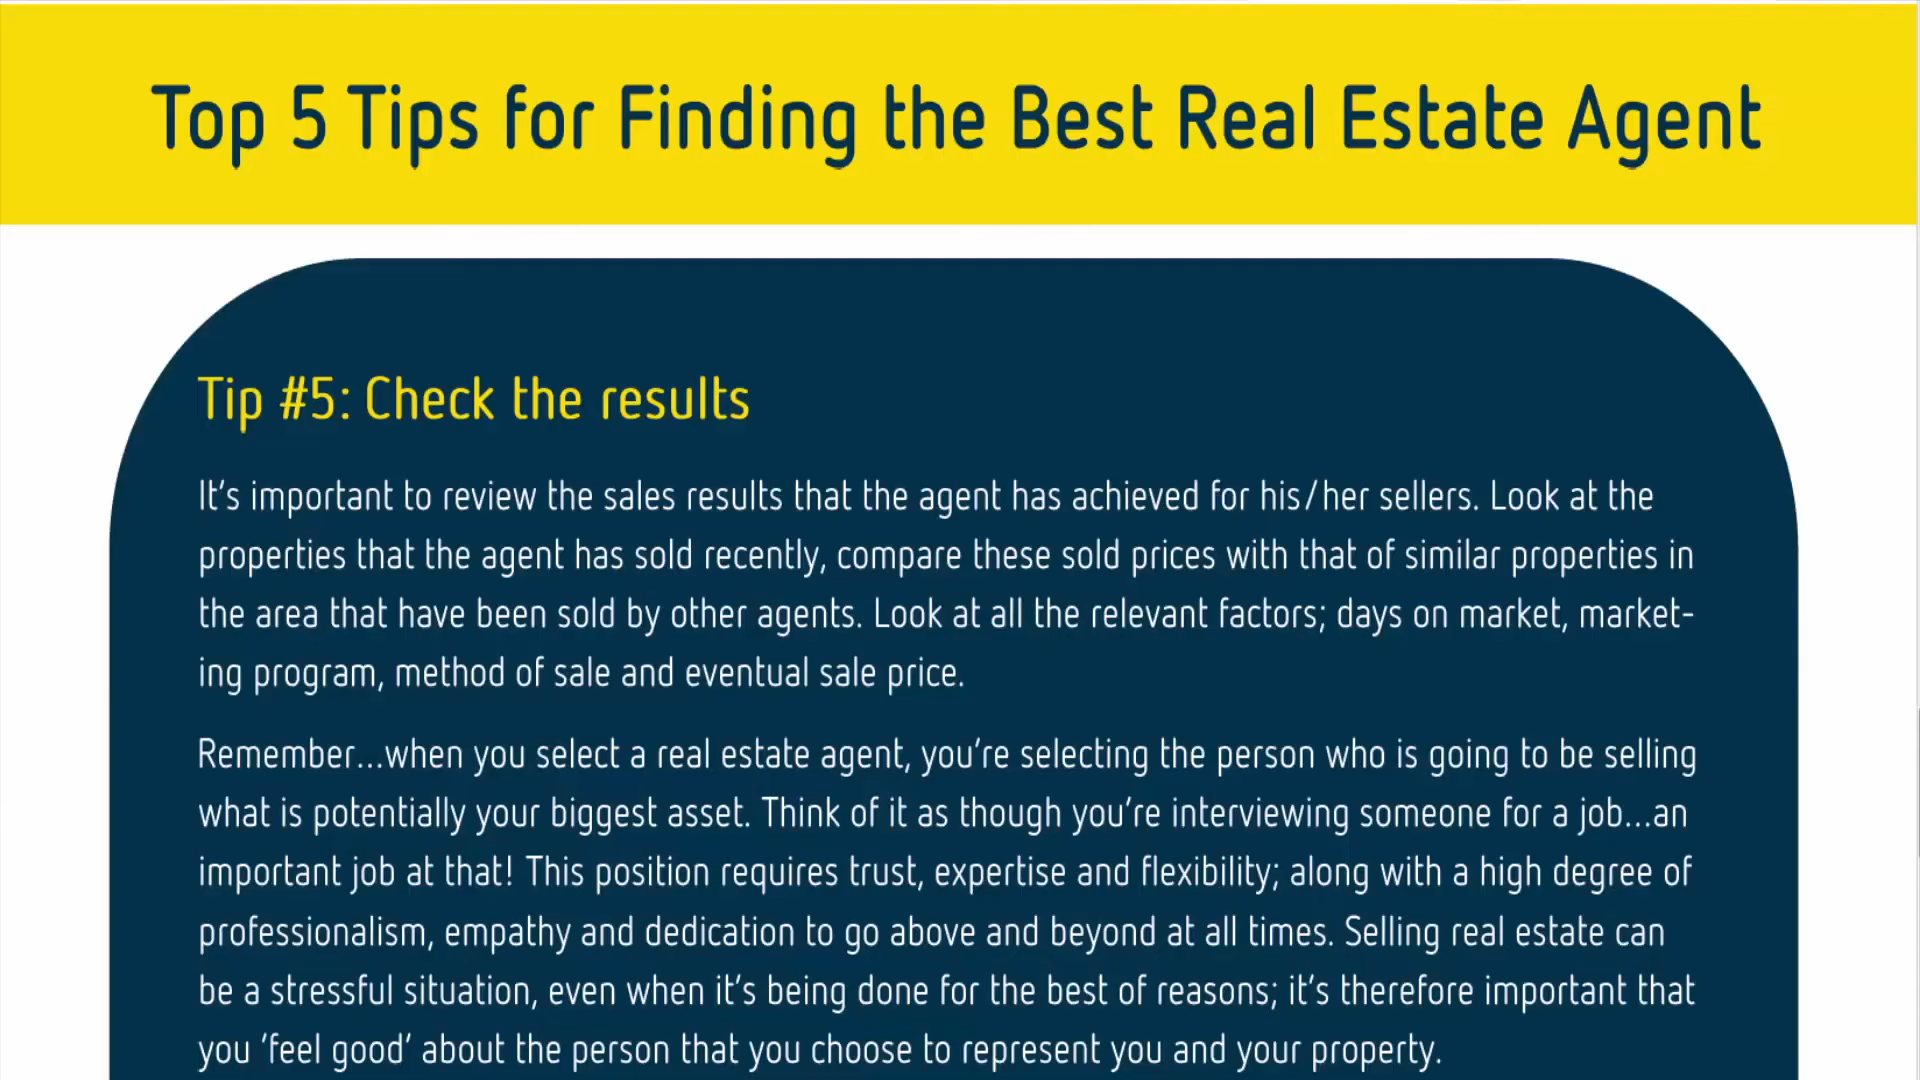 Top 5 Tips for Finding the Best Real Estate Agent
Tip #5: Check the results
It's important to review the sales results that the agent has achieved for his/her sellers. Look at the
properties that the agent has sold recently, compare these sold prices with that of similar properties in
the area that have been sold by other agents. Look at all the relevant factors; days on market, market-
ing program, method of sale and eventual sale price.
Remember...when you select a real estate agent, you're selecting the person who is going to be selling
what is potentially your biggest asset. Think of it as though you're interviewing someone for a job...an
important job at that! This position requires trust, expertise and flexibility; along with a high degree of
professionalism, empathy and dedication to go above and beyond at all times. Selling real estate can
be a stressful situation, even when it's being done for the best of reasons; it's therefore important that
you 'feel good' about the person that you choose to represent you and your property.